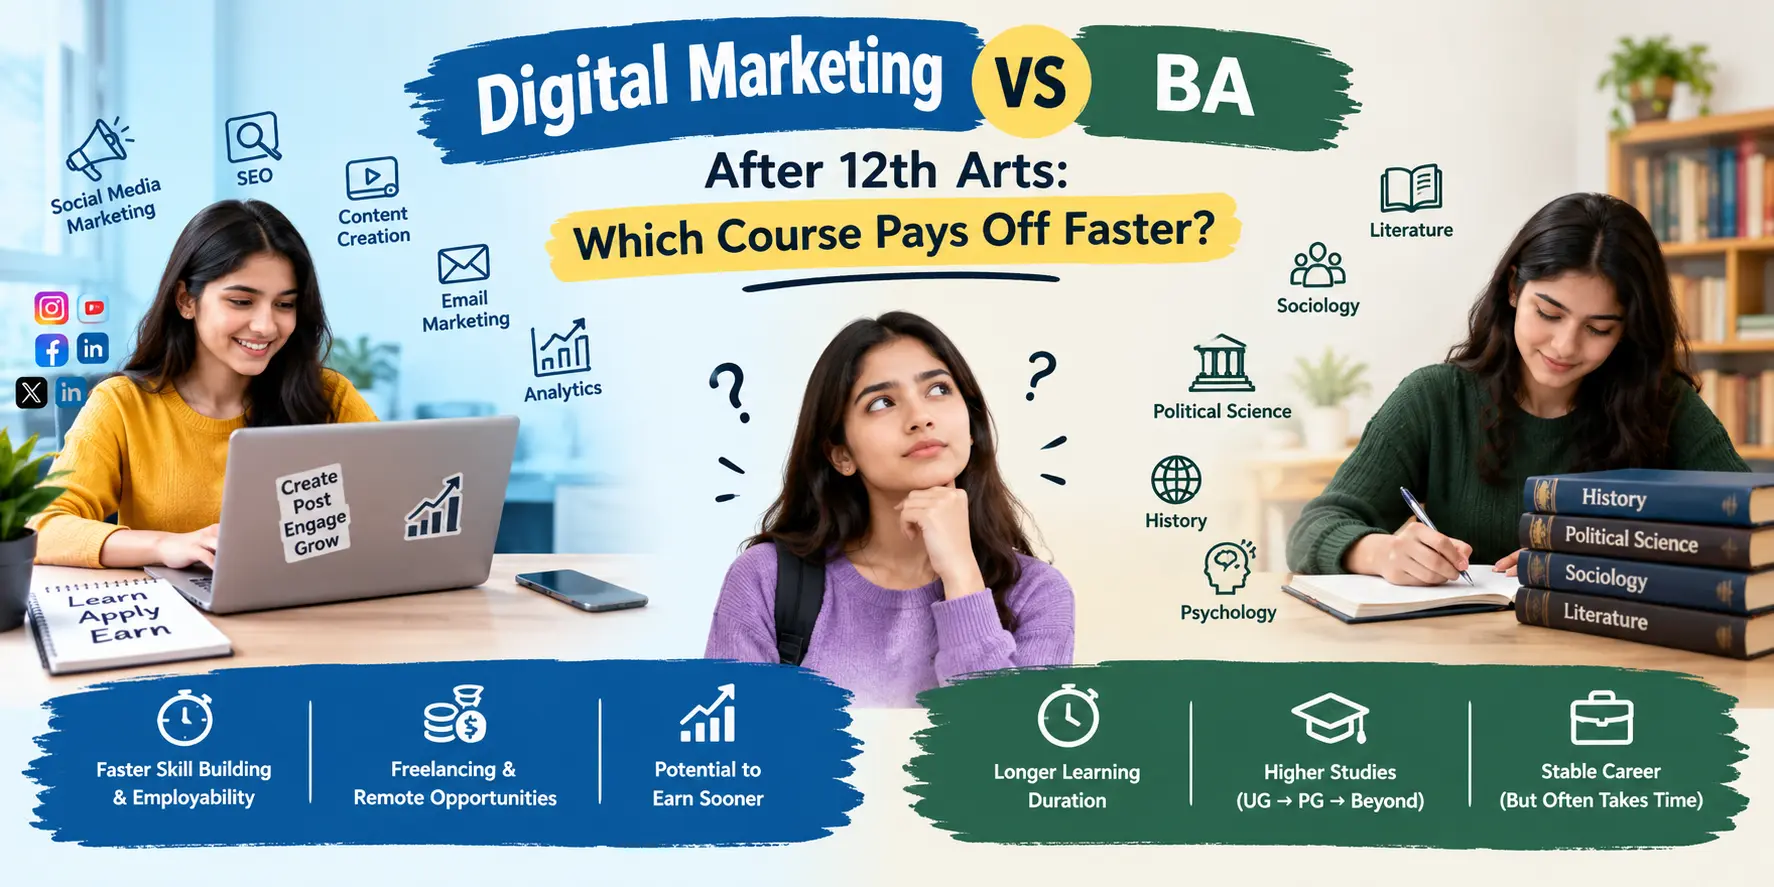 Digital Marketing VS BA
After 12th Arts:
Which Course Pays Off Faster?
Social Media
Marketing
SEO
Content
Creation
Email
Marketing
Analytics
in
X
in
Create
Post
Engage
Grow
Learn
Apply
Earn
Literature
Sociology
Political Science
History
Psychology
History
Political Science
Sociology
Literature
Faster Skill Building
& Employability
Freelancing &
Remote Opportunities
Potential to
Earn Sooner
Longer Learning
Duration
Higher Studies
(UG → PG → Beyond)
Stable Career
(But Often Takes Time)